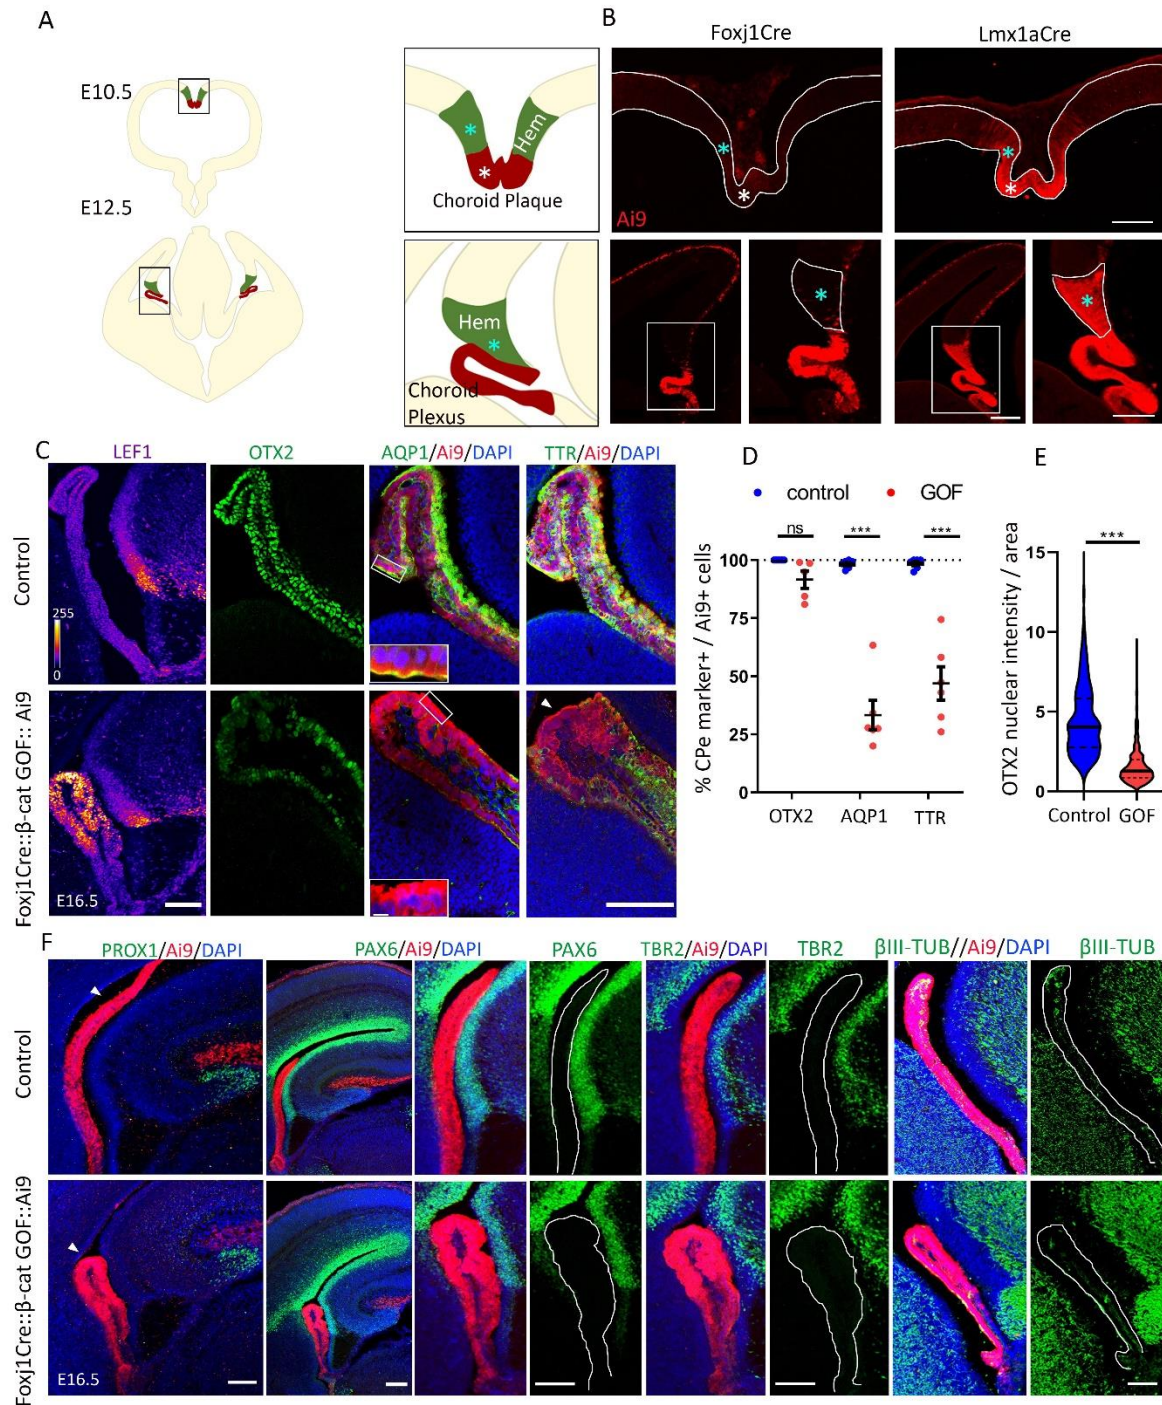 A
E10.5
E12.5
Hem
Choroid Plaque
Hem
Choroid
Plexus
B
Foxj1Cre
Lmx1aCre
Ai9
C
LEF1
OTX2
AQP1/Ai9/DAPI
TTR/Ai9/DAPI
Control
255
0
Foxj1Cre::β-cat GOF:: Ai9
E16.5
D
control
GOF
ns
***
***
100
75
50
25
0
% CPe marker+ / Ai9+ cells
OTX2
AQP1
TTR
E
***
15
10
5
0
OTX2 nuclear intensity / area
Control
GOF
F
PROX1/Ai9/DAPI
PAX6/Ai9/DAPI
PAX6
TBR2/Ai9/DAPI
TBR2
βIII-TUB//Ai9/DAPI
βIII-TUB
Control
Foxj1Cre::β-cat GOF::Ai9
E16.5